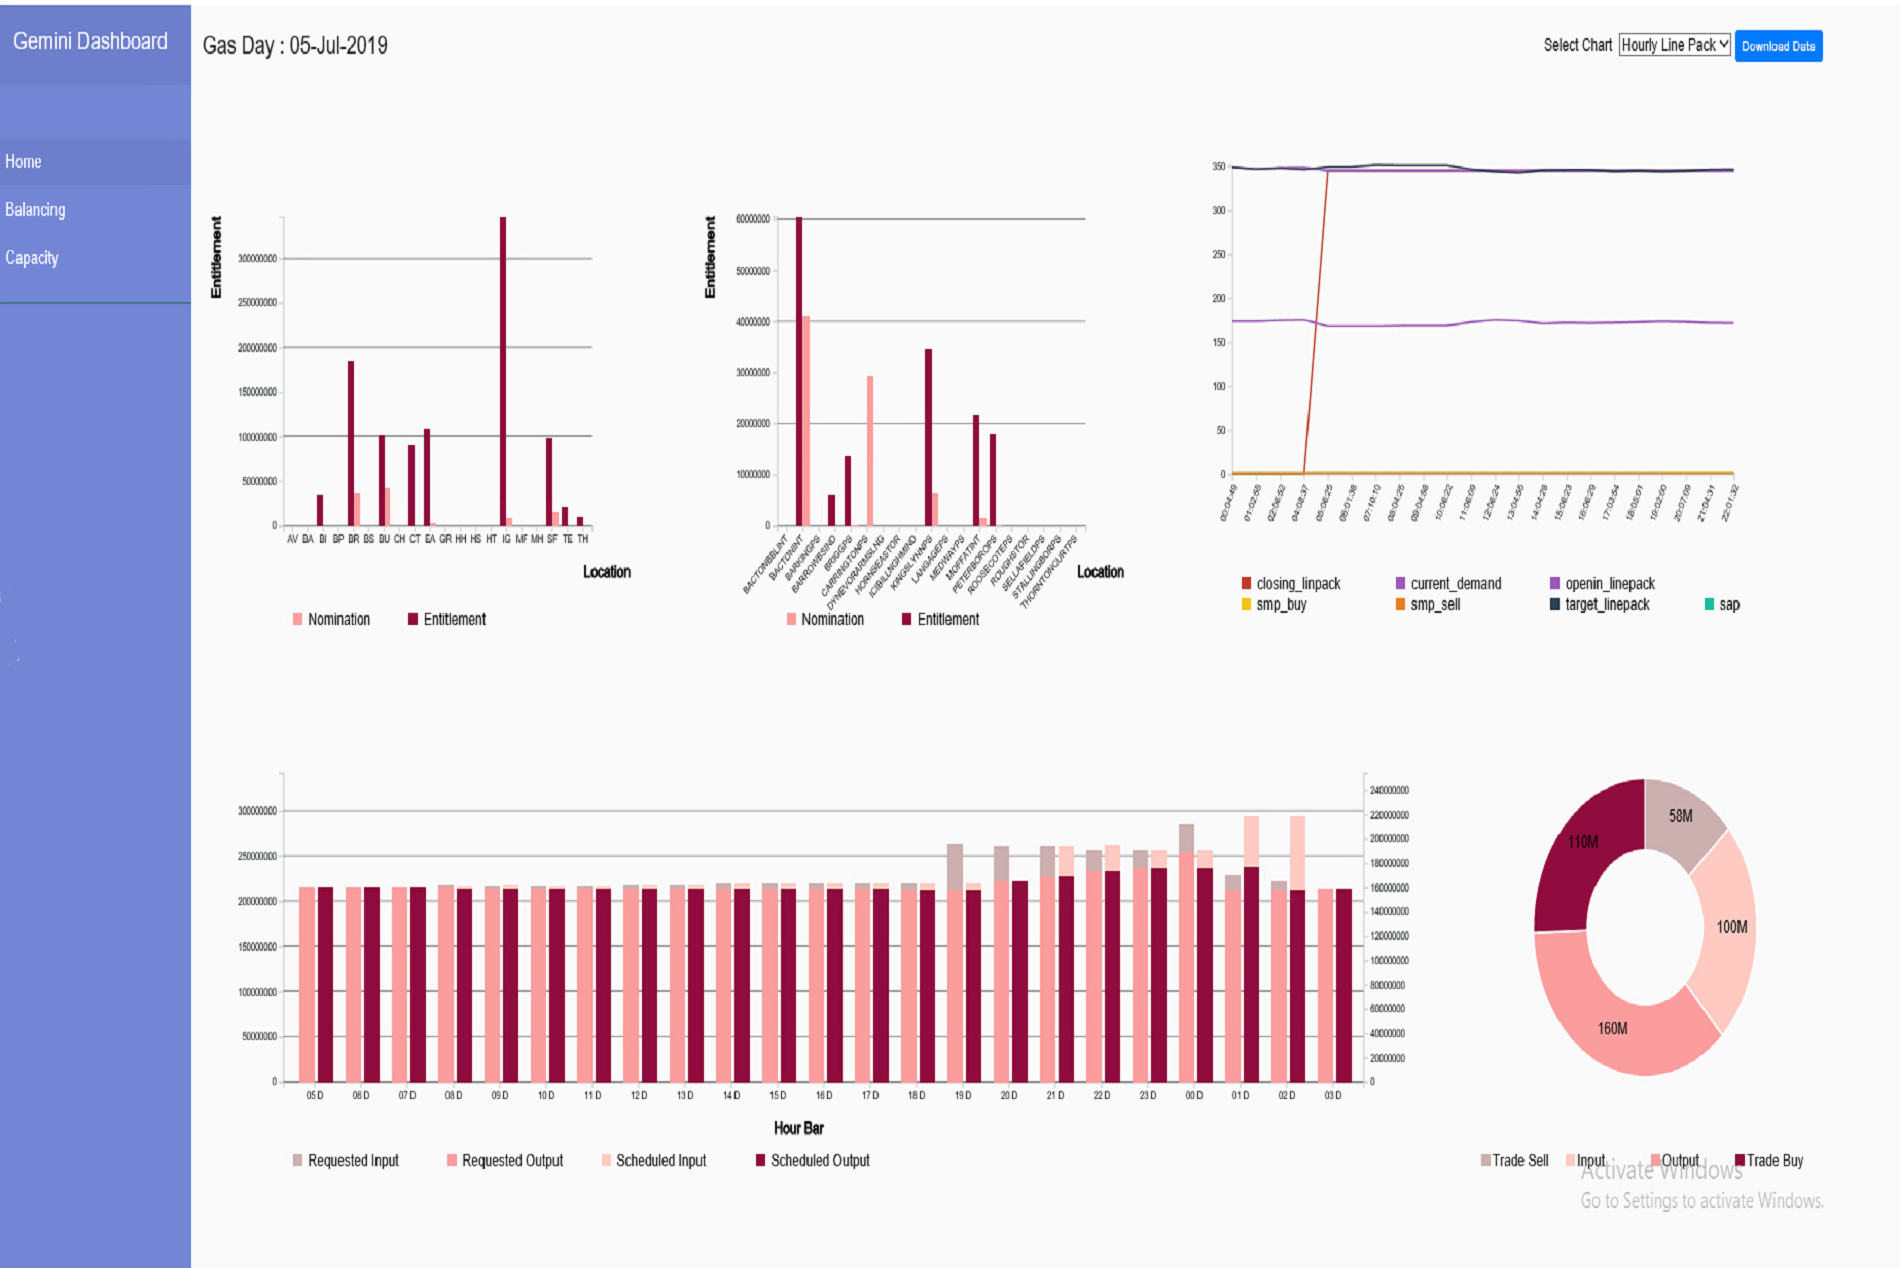 Gemini Dashboard
Gas Day : 05-Jul-2019
Select Chart Hourly Line Pack Download Data
Home
Balancing
Capacity
Entitlement
300000000
250000000
200000000
150000000
100000000
50000000
0
AV BA BI BP BR BS BU CH CT EA GR HH HS HT IG MF MH SF TE TH
Location
Nomination Entitlement
Entitlement
60000000
50000000
40000000
30000000
20000000
10000000
0
BACTONBBLINT BACTONINT BARKINGPS BARROWBSIND BRIGGPS CARRINGTONPS DYNEVORARMSLNG HORNSEASTOR ICIBILLNGHMIND KINGSLYNNPS LANGAGEPS MEDWAYPS MOFFATINT PETERBOROPS ROOSECOTEPS ROUGHSTOR SELLAFIELDPS STALLINGBORPS THORNTONCURTPS
Location
Nomination Entitlement
350
300
250
200
150
100
50
0
00:04:49 01:02:55 02:06:52 04:08:37 05:06:25 06:01:38 07:10:10 08:04:25 09:04:58 10:06:22 11:06:09 12:06:24 13:04:55 14:04:28 15:06:23 16:06:29 17:03:54 18:05:01 19:02:00 20:07:09 21:04:31 22:01:32
closing_linpack current_demand openin_linepack
smp_buy smp_sell target_linepack sap
300000000
250000000
200000000
150000000
100000000
50000000
0
240000000
220000000
200000000
180000000
160000000
140000000
120000000
100000000
80000000
60000000
40000000
20000000
0
05 D 06 D 07 D 08 D 09 D 10 D 11 D 12 D 13 D 14 D 15 D 16 D 17 D 18 D 19 D 20 D 21 D 22 D 23 D 00 D 01 D 02 D 03 D
Hour Bar
Requested Input Requested Output Scheduled Input Scheduled Output
58M
110M
100M
160M
Trade Sell Input Output Trade Buy
Activate Windows
Go to Settings to activate Windows.